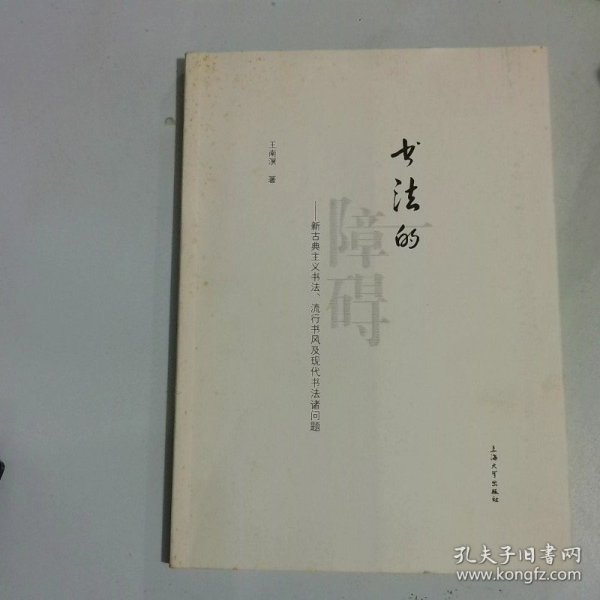 书法的
障碍
——新古典主义书法、流行书风及现代书法诸问题
王南溟 著
上海大学出版社
孔夫子旧书网
www.kongfz.com